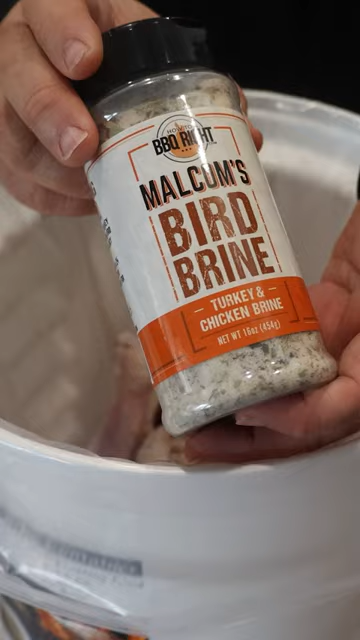 BBQ RIGHT
MALCOM'S
BIRD
BRINE
TURKEY &
CHICKEN BRINE
NET WT 16oz (454g)